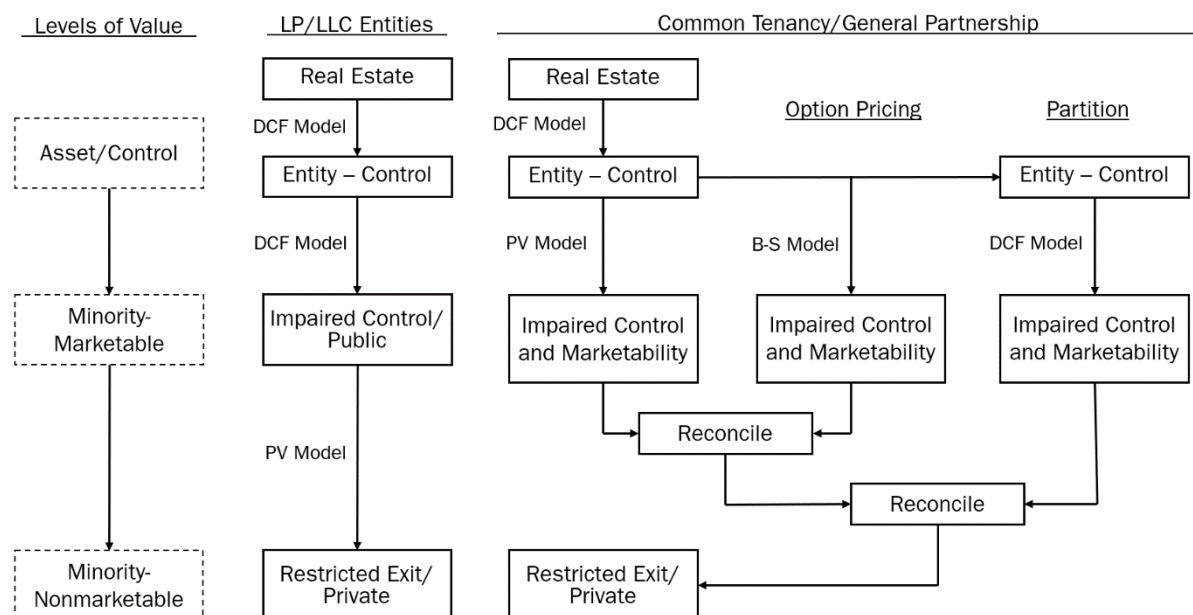 Levels of Value
LP/LLC Entities
Common Tenancy/General Partnership
Real Estate
Real Estate
DCF Model
DCF Model
Option Pricing
Partition
Asset/Control
Entity – Control
Entity – Control
Entity – Control
DCF Model
PV Model
B-S Model
DCF Model
Minority-
Marketable
Impaired Control/
Public
Impaired Control
and Marketability
Impaired Control
and Marketability
Impaired Control
and Marketability
Reconcile
PV Model
Reconcile
Minority-
Nonmarketable
Restricted Exit/
Private
Restricted Exit/
Private